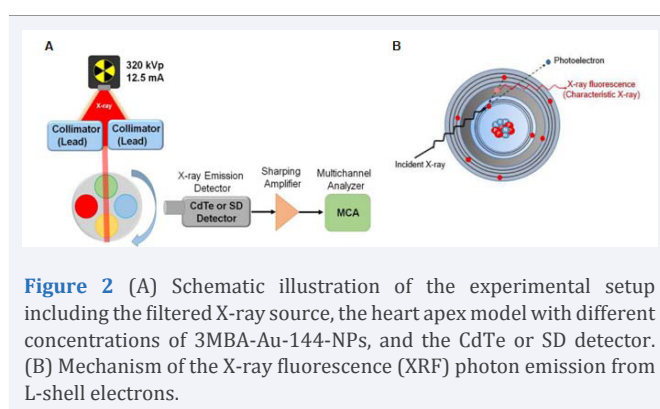 A
320 kVp
12.5 mA
X-ray
Collimator
(Lead)
Collimator
(Lead)
X-ray Emission
Detector
CdTe or SD
Detector
Sharping
Amplifier
Multichannel
Analyzer
MCA
B
Photoelectron
X-ray fluorescence
(Characteristic X-ray)
Incident X-ray
Figure 2 (A) Schematic illustration of the experimental setup
including the filtered X-ray source, the heart apex model with different
concentrations of 3MBA-Au-144-NPs, and the CdTe or SD detector.
(B) Mechanism of the X-ray fluorescence (XRF) photon emission from
L-shell electrons.